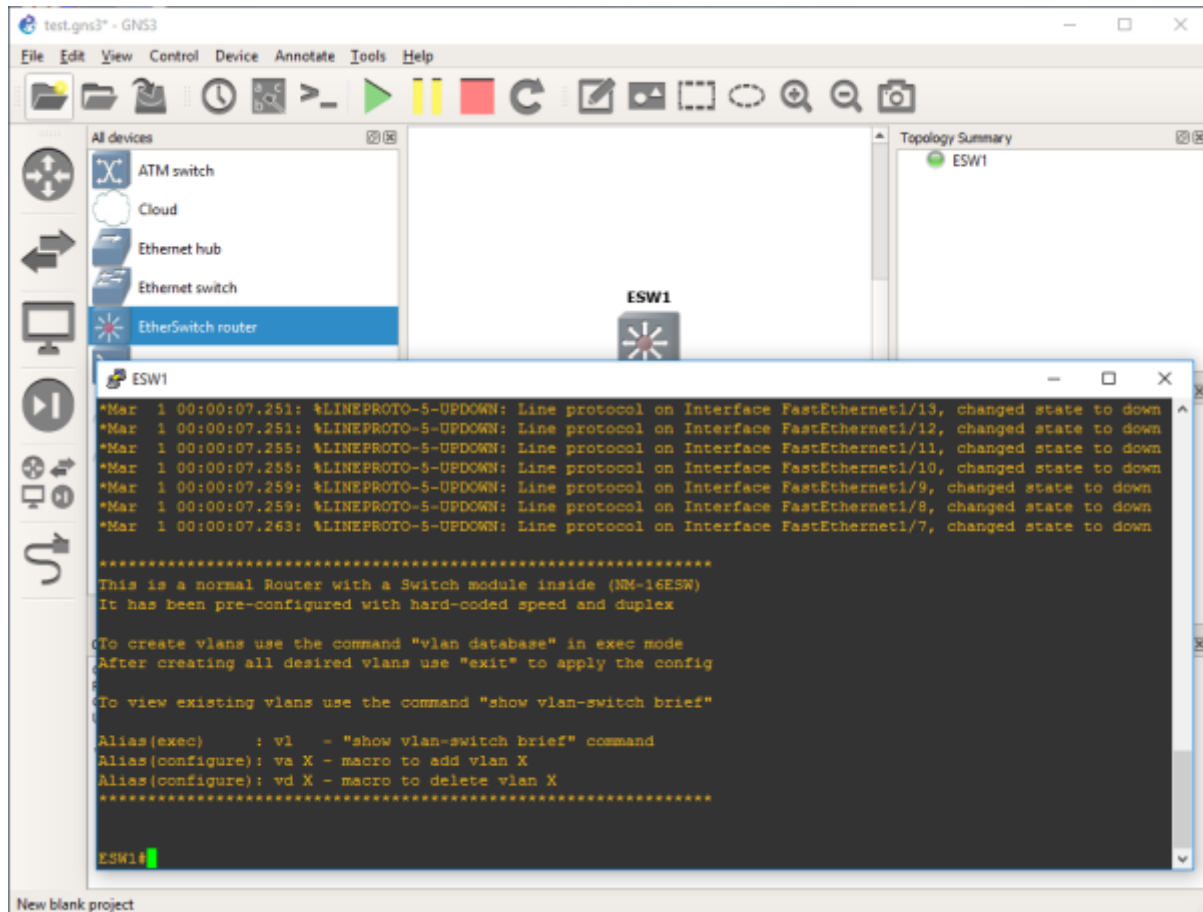 test.gns3* - GNS3
File Edit View Control Device Annotate Tools Help
All devices
ATM switch
Cloud
Ethernet hub
Ethernet switch
EtherSwitch router
ESW1
Topology Summary
ESW1
ESW1
*Mar  1 00:00:07.251: %LINEPROTO-5-UPDOWN: Line protocol on Interface FastEthernet1/13, changed state to down
*Mar  1 00:00:07.251: %LINEPROTO-5-UPDOWN: Line protocol on Interface FastEthernet1/12, changed state to down
*Mar  1 00:00:07.255: %LINEPROTO-5-UPDOWN: Line protocol on Interface FastEthernet1/11, changed state to down
*Mar  1 00:00:07.255: %LINEPROTO-5-UPDOWN: Line protocol on Interface FastEthernet1/10, changed state to down
*Mar  1 00:00:07.259: %LINEPROTO-5-UPDOWN: Line protocol on Interface FastEthernet1/9, changed state to down
*Mar  1 00:00:07.259: %LINEPROTO-5-UPDOWN: Line protocol on Interface FastEthernet1/8, changed state to down
*Mar  1 00:00:07.263: %LINEPROTO-5-UPDOWN: Line protocol on Interface FastEthernet1/7, changed state to down
***************************************************************
This is a normal Router with a Switch module inside (NM-16ESW)
It has been pre-configured with hard-coded speed and duplex
To create vlans use the command "vlan database" in exec mode
After creating all desired vlans use "exit" to apply the config
To view existing vlans use the command "show vlan-switch brief"
Alias(exec)     : vl   - "show vlan-switch brief" command
Alias(configure): va X - macro to add vlan X
Alias(configure): vd X - macro to delete vlan X
***************************************************************
ESW1#
New blank project